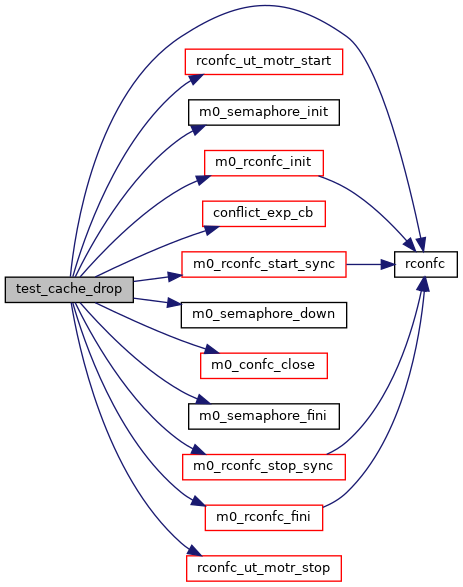 rconfc_ut_motr_start
m0_semaphore_init
m0_rconfc_init
conflict_exp_cb
m0_rconfc_start_sync
rconfc
test_cache_drop
m0_semaphore_down
m0_confc_close
m0_semaphore_fini
m0_rconfc_stop_sync
m0_rconfc_fini
rconfc_ut_motr_stop